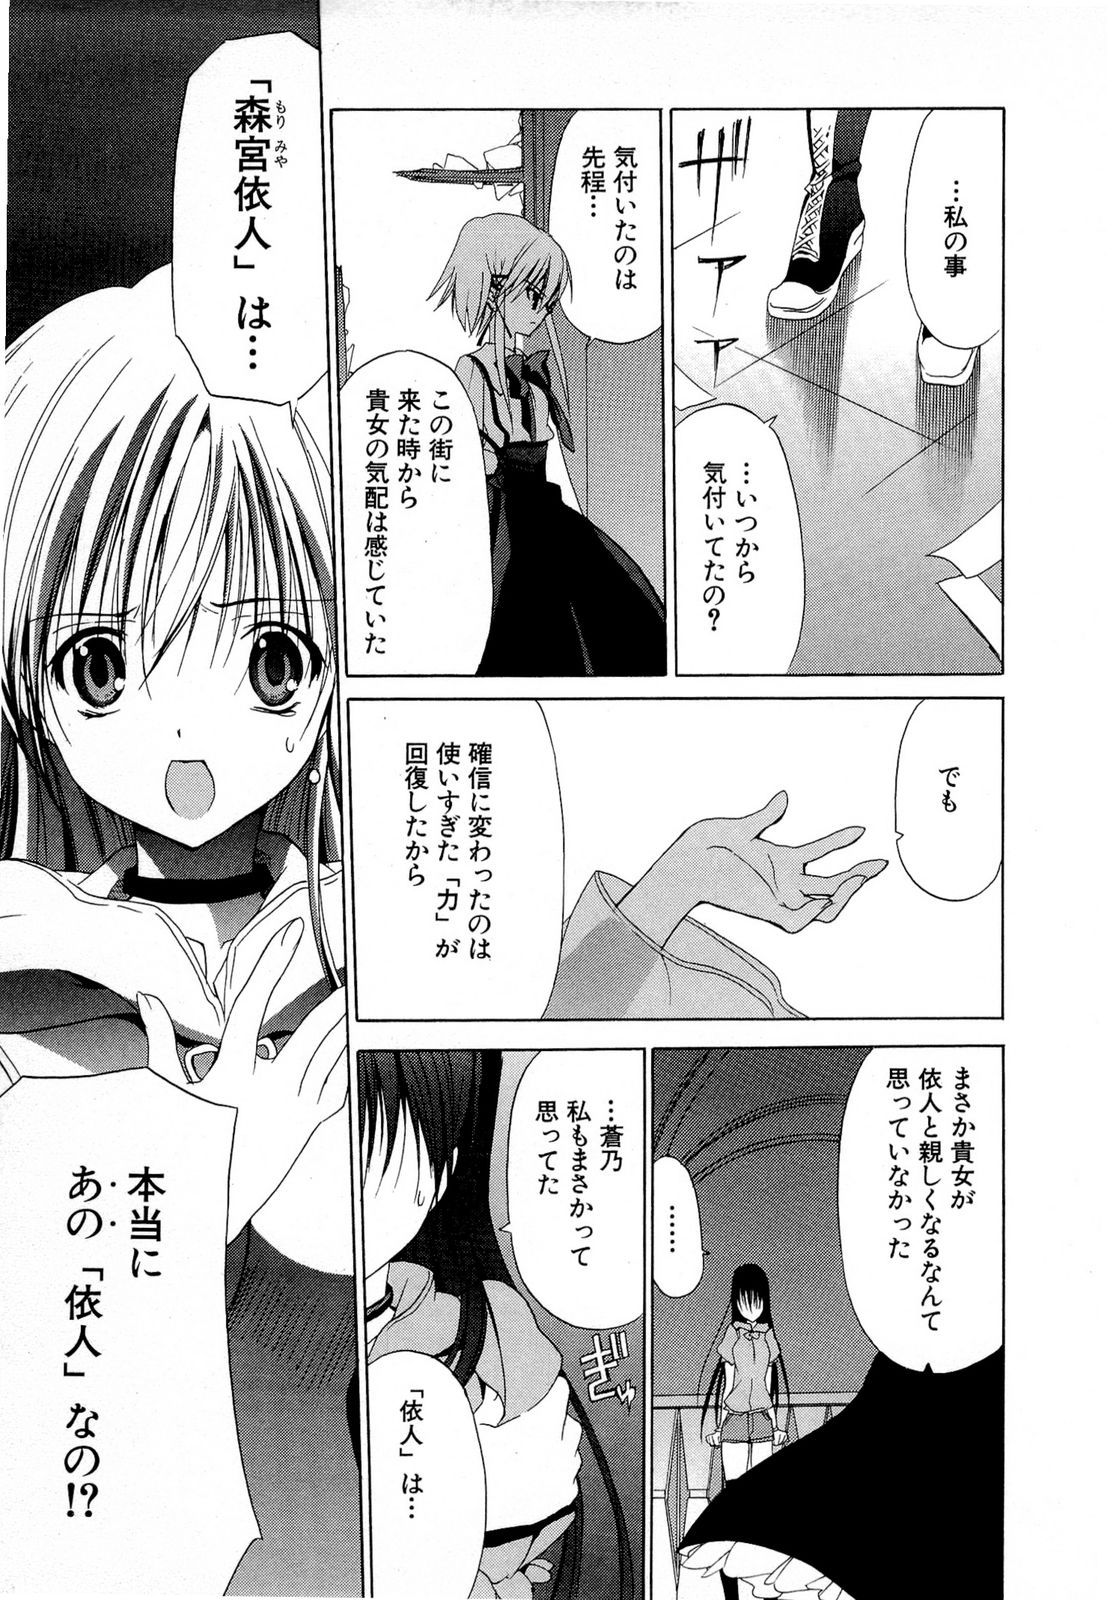 …私の事
ザァァァ
…いつから
気付いてたの？
気付いたのは
先程…
この街に
来た時から
貴女の気配は感じていた
でも
確信に変わったのは
使いすぎた「力」が
回復したから
まさか貴女が
依人と親しくなるなんて
思っていなかった
……
…蒼乃
私もまさかって
思ってた
ぎゅ
「依人」は…
「森宮依人」は…
もり みや
本当に
あの「依人」なの!?